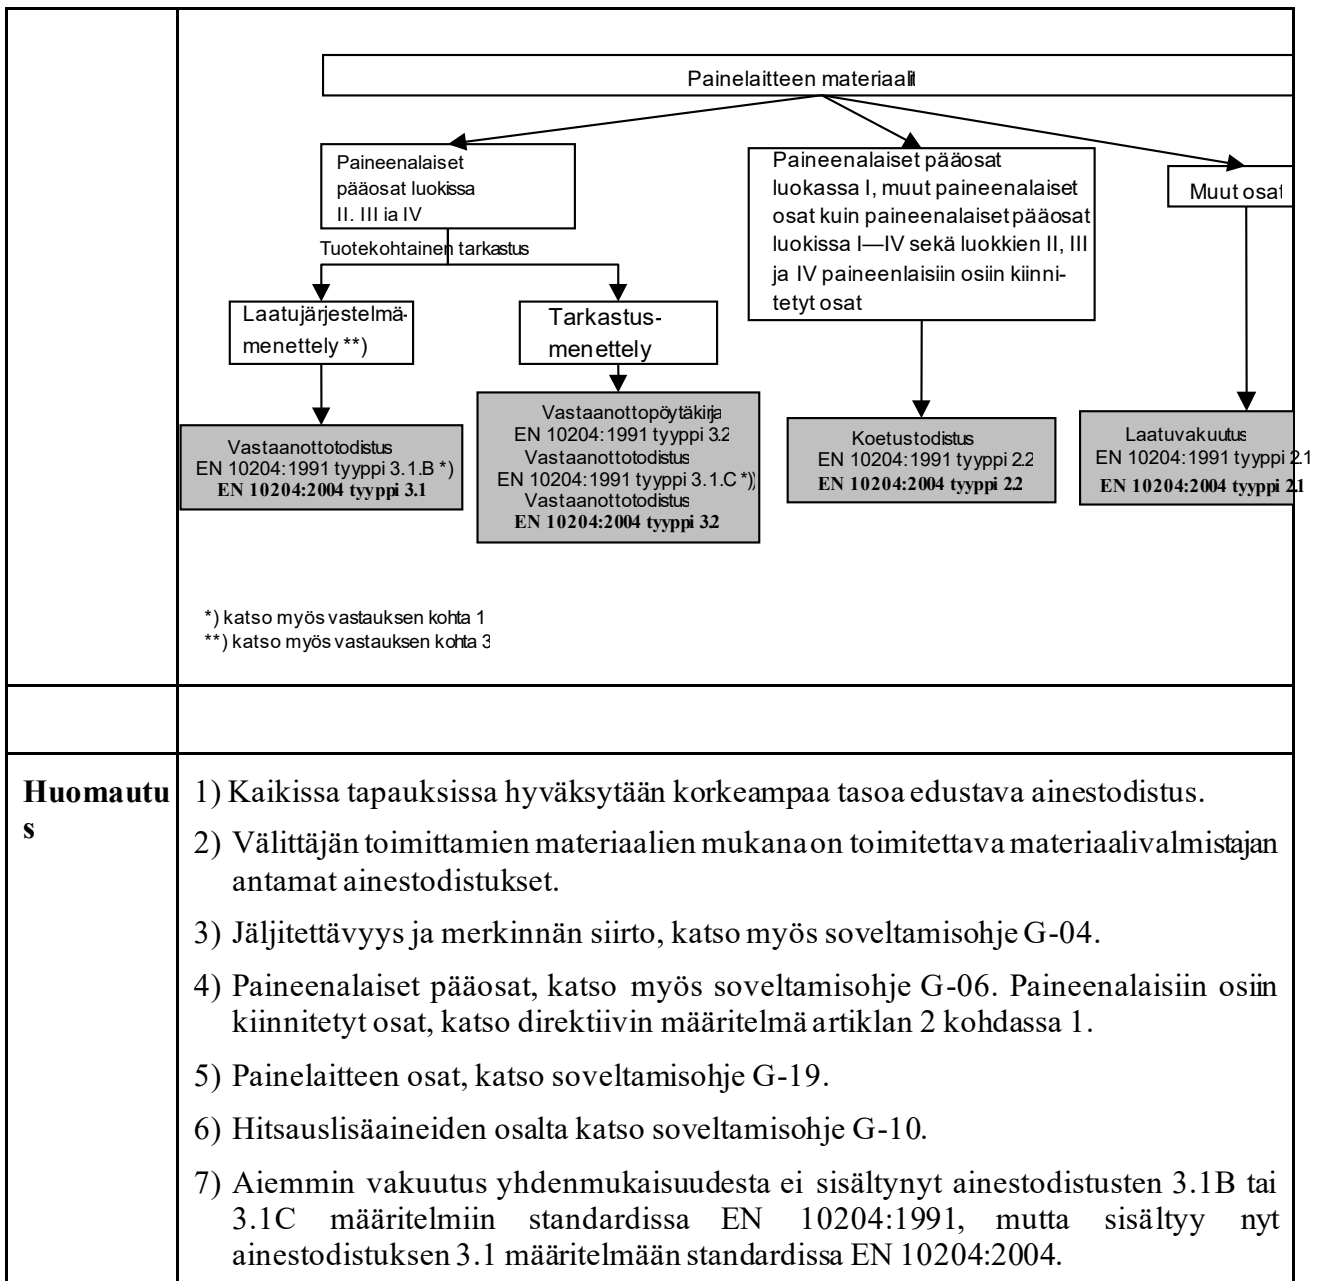 Painelaitteen materiaalit
Paineenalaiset
pääosat luokissa
II. III ja IV
Tuotekohtainen tarkastus
Laatujärjestelmä-
menettely **)
Tarkastus-
menettely
Paineenalaiset pääosat
luokassa I, muut paineenalaiset
osat kuin paineenalaiset pääosat
luokissa I—IV sekä luokkien II, III
ja IV paineenlaisiin osiin kiinni-
tetyt osat
Muut osat
Vastaanottotodistus
EN 10204:1991 tyyppi 3.1.B *)
EN 10204:2004 tyyppi 3.1
Vastaanottopöytäkirja
EN 10204:1991 tyyppi 3.2
Vastaanottotodistus
EN 10204:1991 tyyppi 3.1.C *))
Vastaanottotodistus
EN 10204:2004 tyyppi 3.2
Koetustodistus
EN 10204:1991 tyyppi 2.2
EN 10204:2004 tyyppi 2.2
Laatuvakuutus
EN 10204:1991 tyyppi 2.1
EN 10204:2004 tyyppi 2.1
*) katso myös vastauksen kohta 1
**) katso myös vastauksen kohta 3
Huomautu
s
1) Kaikissa tapauksissa hyväksytään korkeampaa tasoa edustava ainestodistus.
2) Välittäjän toimittamien materiaalien mukana on toimitettava materiaalivalmistajan
antamat ainestodistukset.
3) Jäljitettävyys ja merkinnän siirto, katso myös soveltamisohje G-04.
4) Paineenalaiset pääosat, katso myös soveltamisohje G-06. Paineenalaisiin osiin
kiinnitetyt osat, katso direktiivin määritelmä artiklan 2 kohdassa 1.
5) Painelaitteen osat, katso soveltamisohje G-19.
6) Hitsauslisäaineiden osalta katso soveltamisohje G-10.
7) Aiemmin vakuutus yhdenmukaisuudesta ei sisältynyt ainestodistusten 3.1B tai
3.1C määritelmiin standardissa EN 10204:1991, mutta sisältyy nyt
ainestodistuksen 3.1 määritelmään standardissa EN 10204:2004.